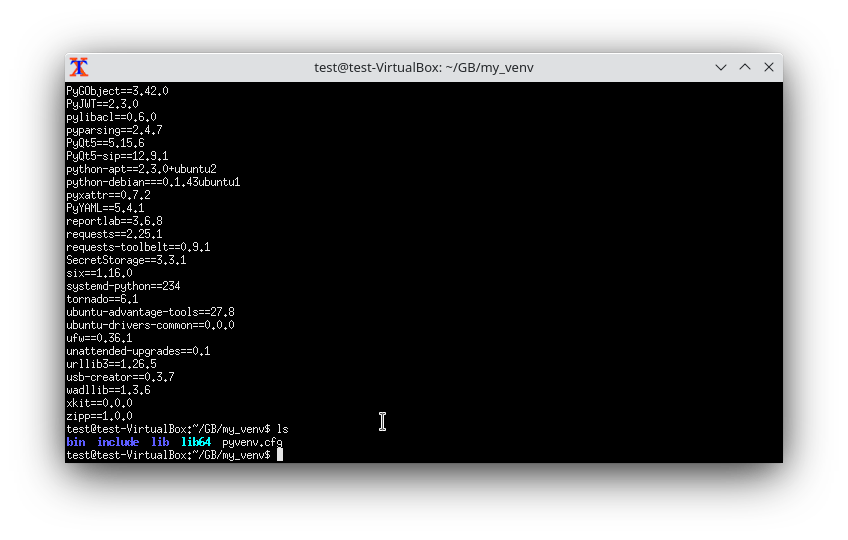 test@test-VirtualBox: ~/GB/my_venv
PyGObject==3.42.0
PyJWT==2.3.0
pylibacl==0.6.0
pyparsing==2.4.7
PyQt5==5.15.6
PyQt5-sip==12.9.1
python-apt==2.3.0+ubuntu2
python-debian===0.1.43ubuntu1
pyxattr==0.7.2
PyYAML==5.4.1
reportlab==3.6.8
requests==2.25.1
requests-toolbelt==0.9.1
SecretStorage==3.3.1
six==1.16.0
systemd-python==234
tornado==6.1
ubuntu-advantage-tools==27.8
ubuntu-drivers-common==0.0.0
ufw==0.36.1
unattended-upgrades==0.1
urllib3==1.26.5
usb-creator==0.3.7
wadllib==1.3.6
xkit==0.0.0
zipp==1.0.0
test@test-VirtualBox:~/GB/my_venv$ ls
bin include lib lib64 pyvenv.cfg
test@test-VirtualBox:~/GB/my_venv$